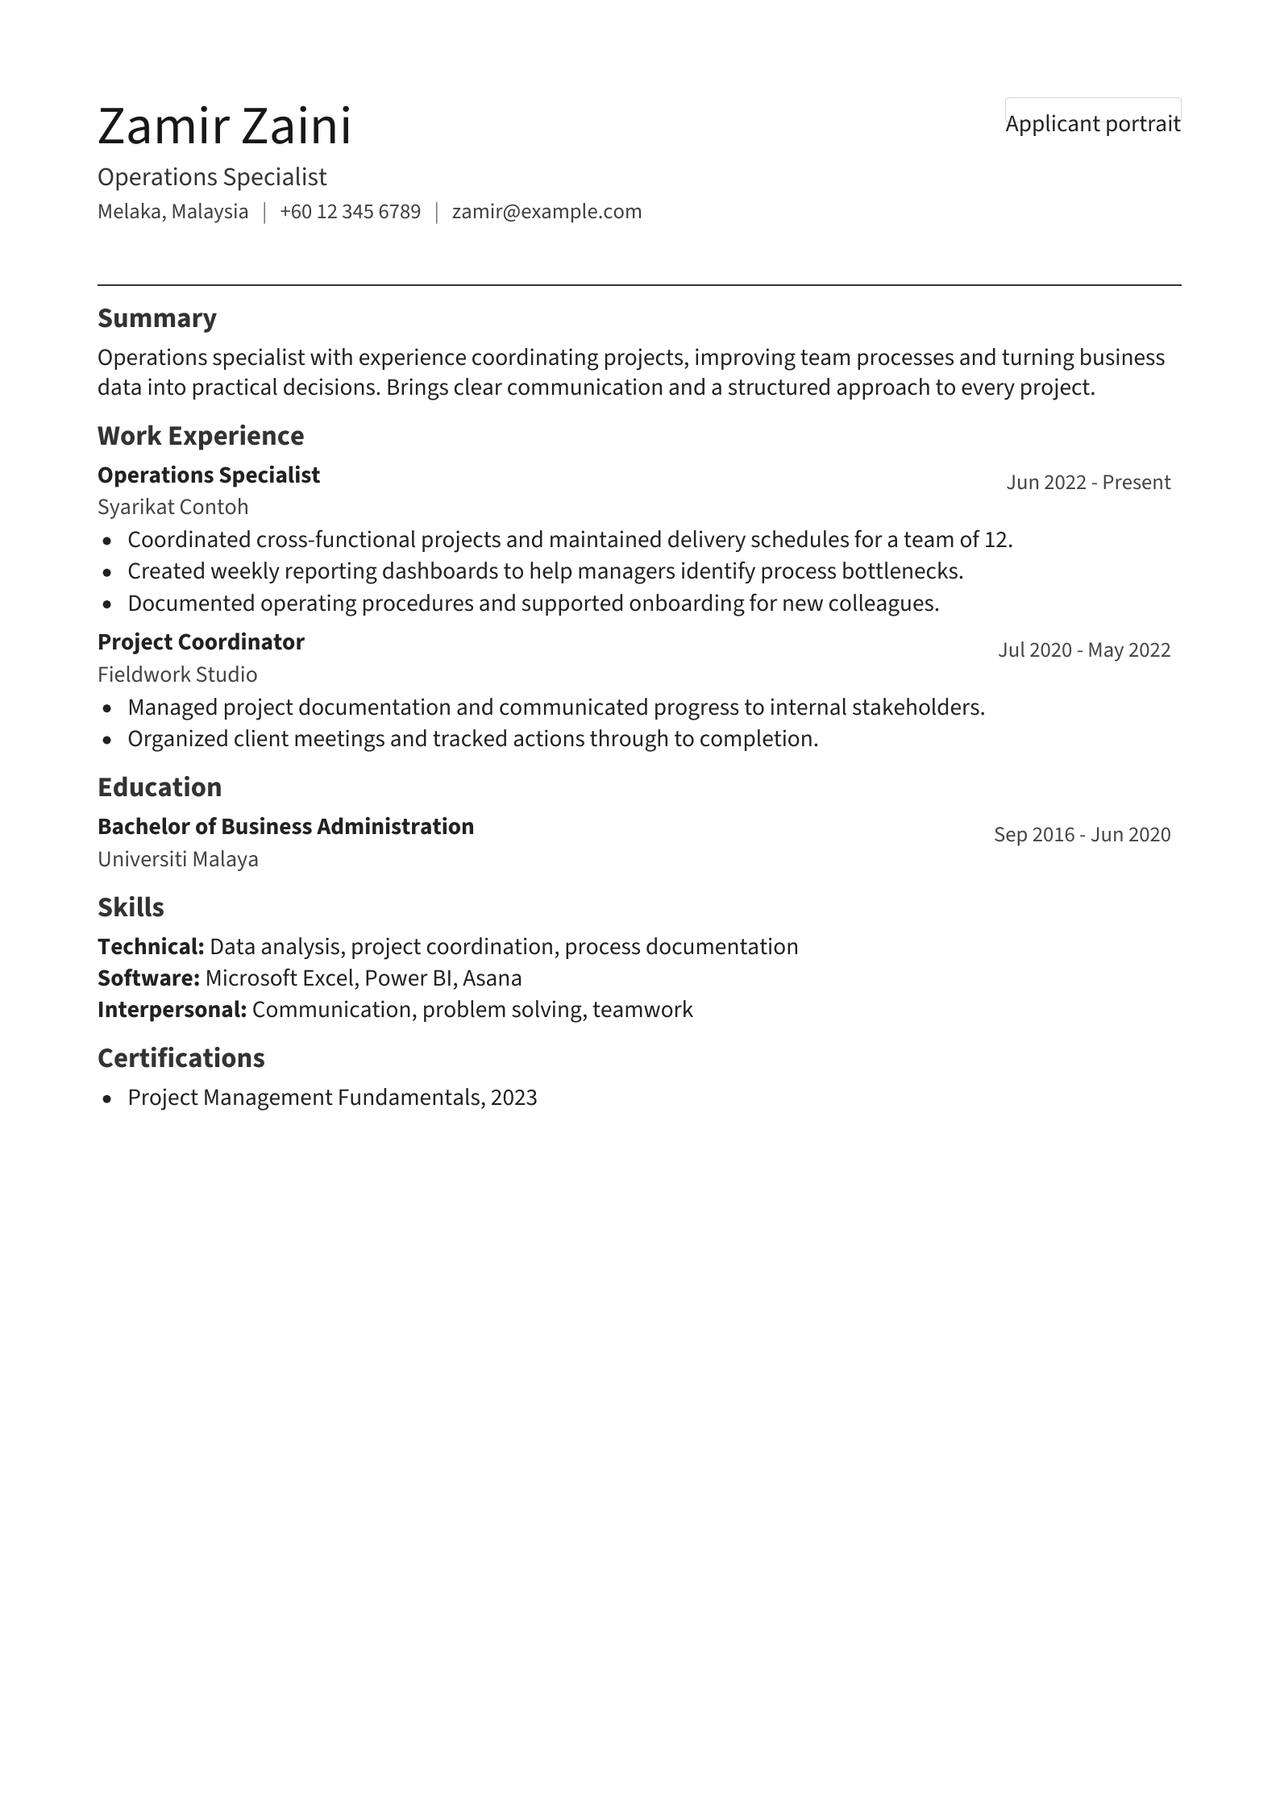 Zamir Zaini
Applicant portrait
Operations Specialist
Melaka, Malaysia | +60 12 345 6789 | zamir@example.com
Summary
Operations specialist with experience coordinating projects, improving team processes and turning business
data into practical decisions. Brings clear communication and a structured approach to every project.
Work Experience
Operations Specialist
Jun 2022 - Present
Syarikat Contoh
• Coordinated cross-functional projects and maintained delivery schedules for a team of 12.
• Created weekly reporting dashboards to help managers identify process bottlenecks.
• Documented operating procedures and supported onboarding for new colleagues.
Project Coordinator
Jul 2020 - May 2022
Fieldwork Studio
• Managed project documentation and communicated progress to internal stakeholders.
• Organized client meetings and tracked actions through to completion.
Education
Bachelor of Business Administration
Sep 2016 - Jun 2020
Universiti Malaya
Skills
Technical: Data analysis, project coordination, process documentation
Software: Microsoft Excel, Power BI, Asana
Interpersonal: Communication, problem solving, teamwork
Certifications
• Project Management Fundamentals, 2023